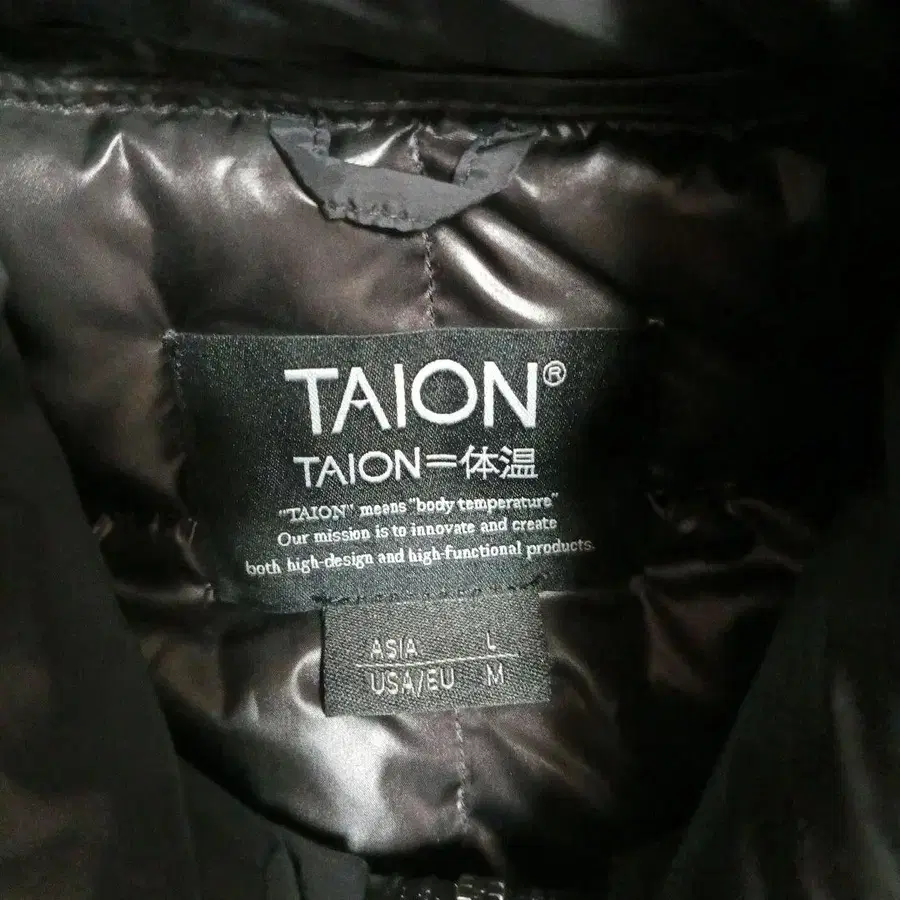 TAION®
TAION=体温
"TAION" means "body temperature"
Our mission is to innovate and create
both high-design and high-functional products.
ASIA L
USA/EU M